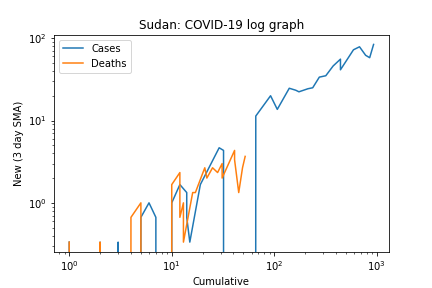 Sudan: COVID-19 log graph
Cases
Deaths
10²
10¹
10⁰
New (3 day SMA)
10⁰ 10¹ 10² 10³
Cumulative